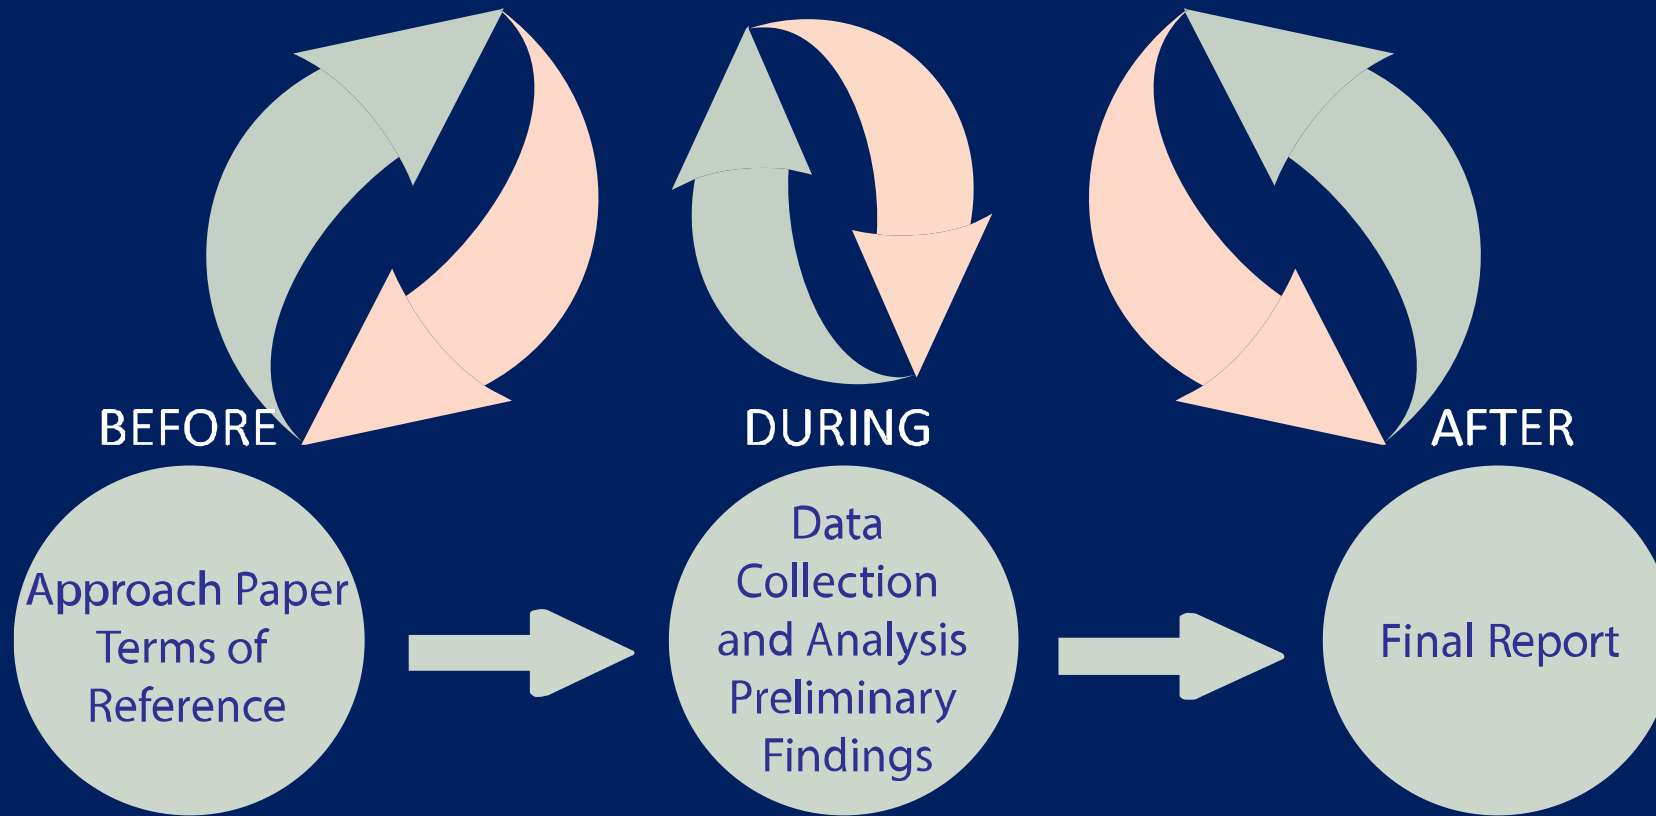 BEFORE
Approach Paper
Terms of
Reference
DURING
Data
Collection
and Analysis
Preliminary
Findings
AFTER
Final Report